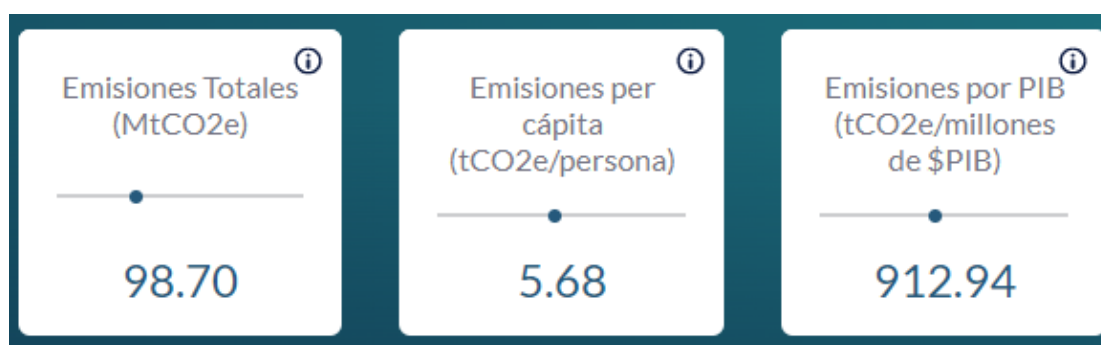 Emisiones Totales
(MtCO2e)
98.70
Emisiones per
cápita
(tCO2e/persona)
5.68
Emisiones por PIB
(tCO2e/millones
de $PIB)
912.94